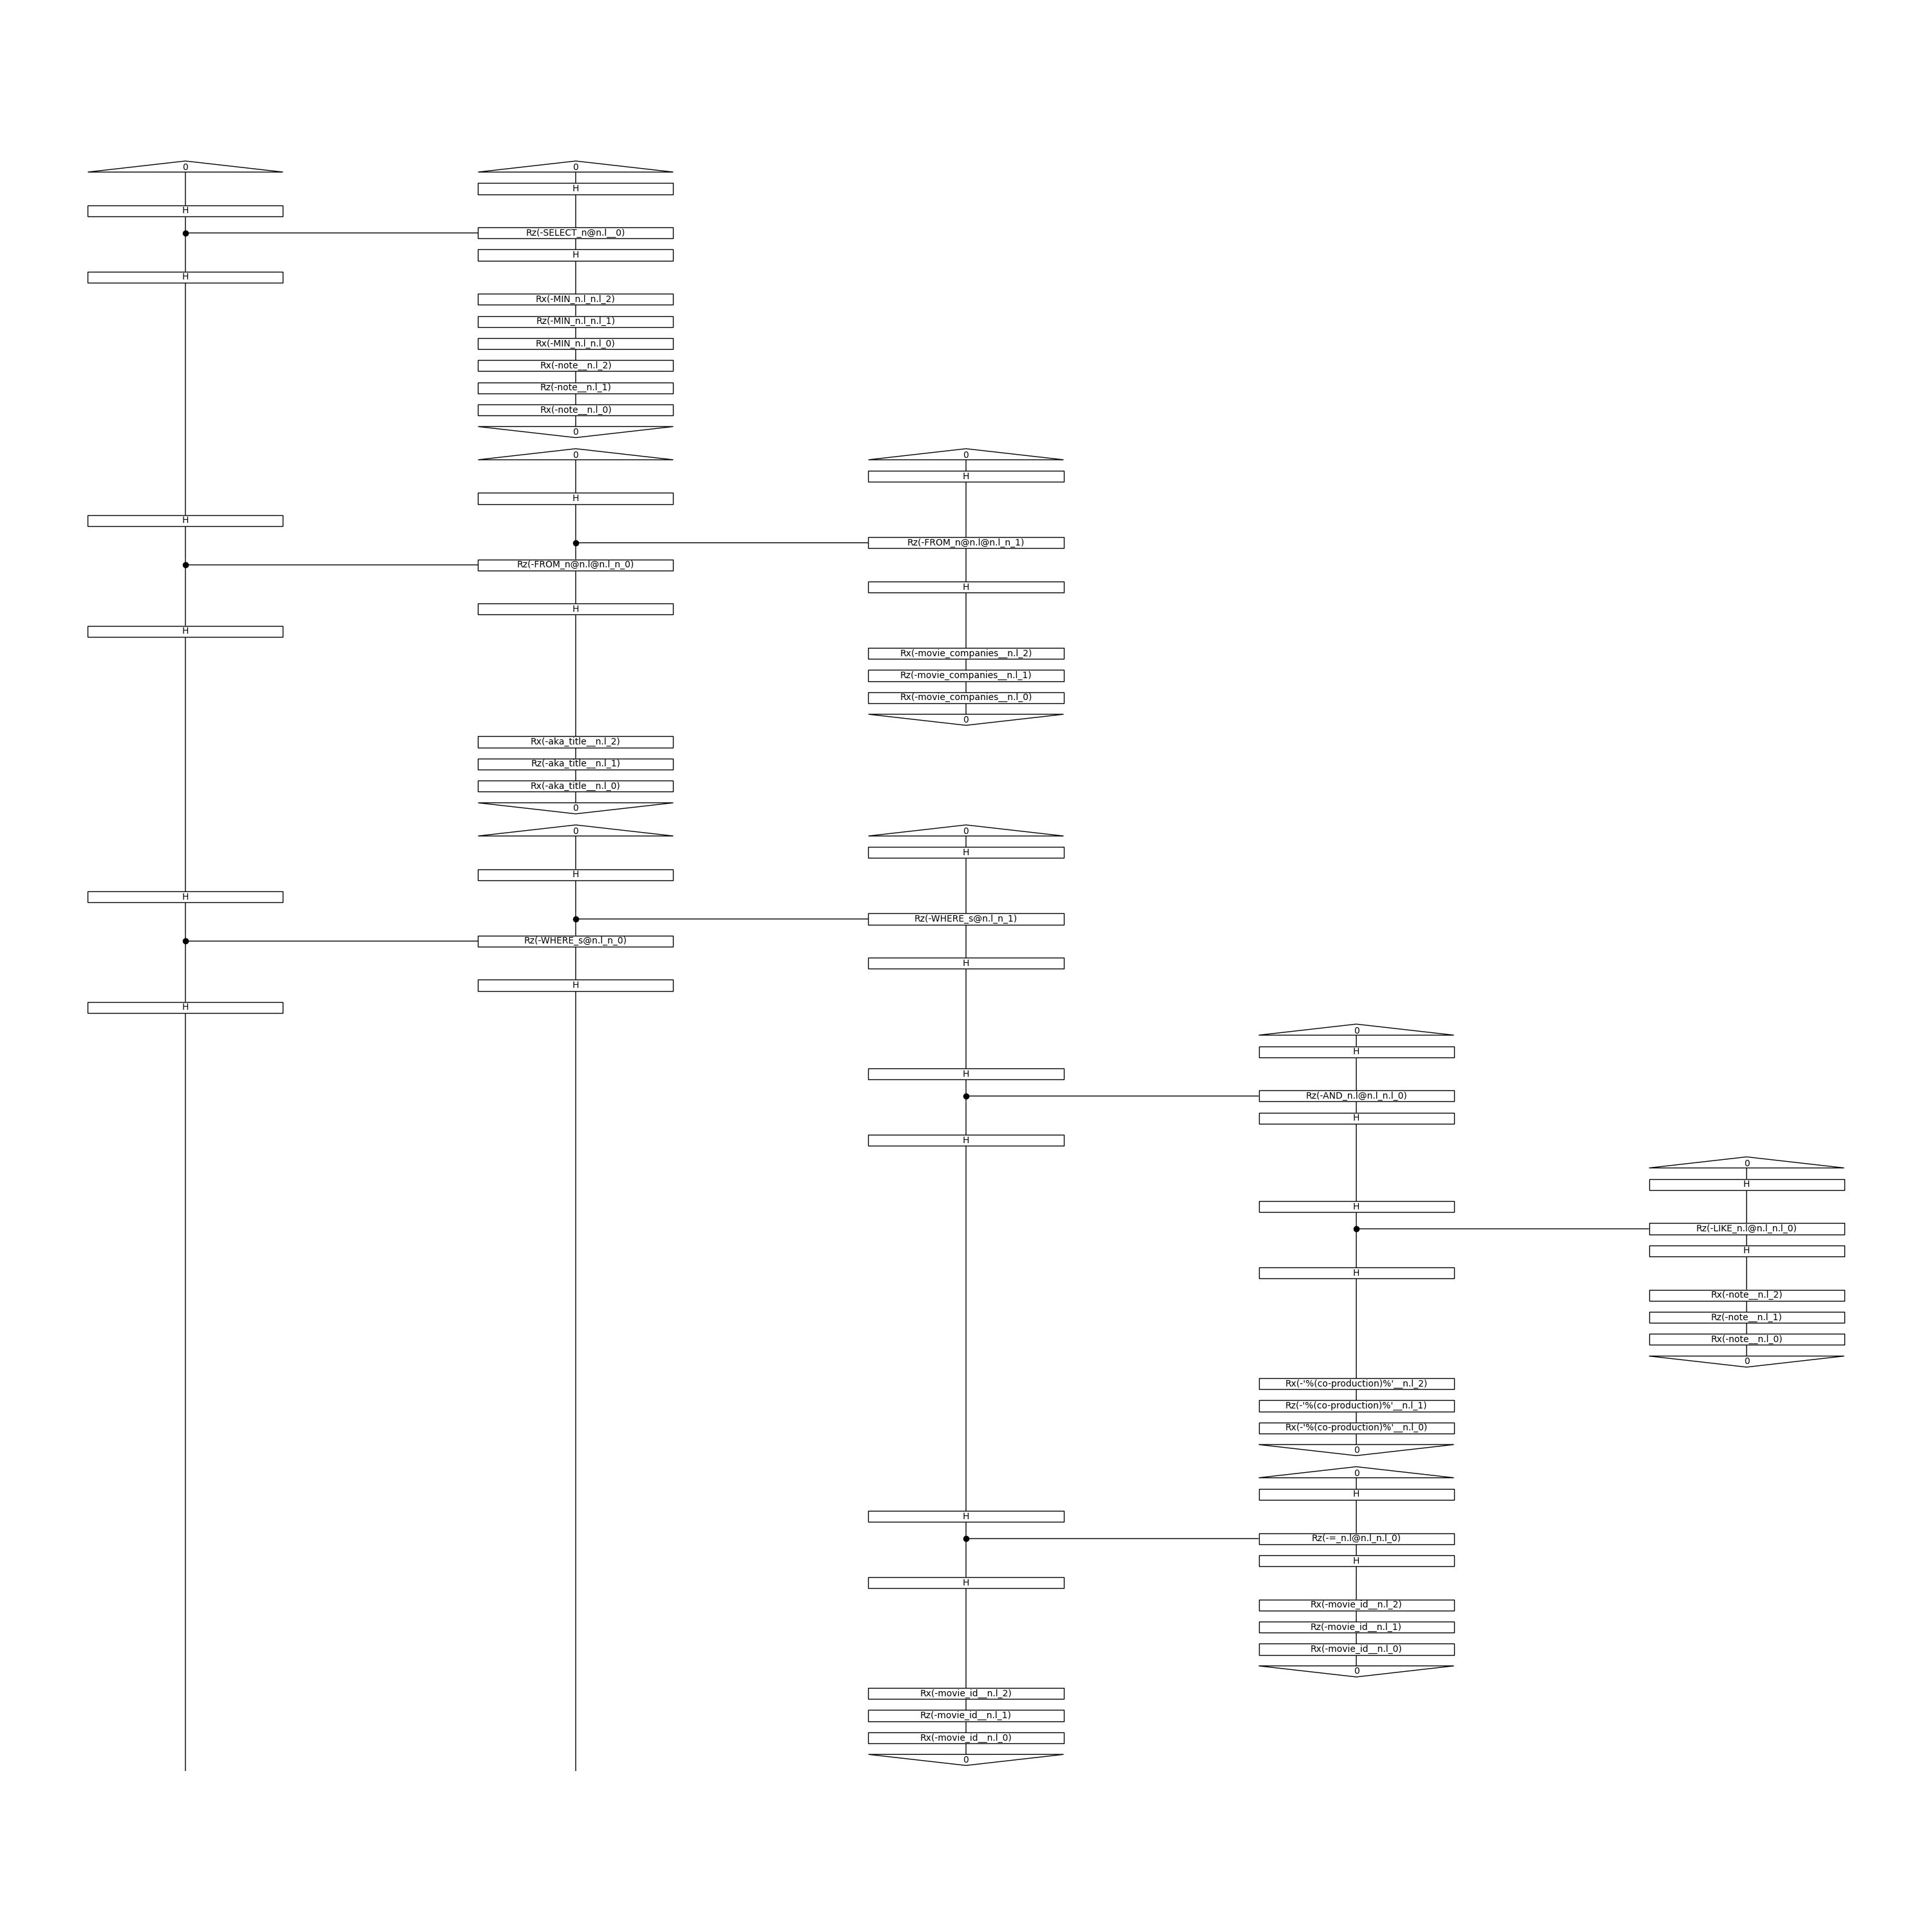 0 0
H
H
Rz(-SELECT_n@n.l__0)
H
H
Rx(-MIN_n.l_n.l_2)
Rz(-MIN_n.l_n.l_1)
Rx(-MIN_n.l_n.l_0)
Rx(-note__n.l_2)
Rz(-note__n.l_1)
Rx(-note__n.l_0)
0
0 0
H
H
H
Rz(-FROM_n@n.l@n.l_n_1)
Rz(-FROM_n@n.l@n.l_n_0)
H
H
H
Rx(-movie_companies__n.l_2)
Rz(-movie_companies__n.l_1)
Rx(-movie_companies__n.l_0)
0
Rx(-aka_title__n.l_2)
Rz(-aka_title__n.l_1)
Rx(-aka_title__n.l_0)
0
0 0
H
H
H
Rz(-WHERE_s@n.l_n_1)
Rz(-WHERE_s@n.l_n_0)
H
H
H
0
H
H
Rz(-AND_n.l@n.l_n.l_0)
H
H
0
H
H
Rz(-LIKE_n.l@n.l_n.l_0)
H
H
Rx(-note__n.l_2)
Rz(-note__n.l_1)
Rx(-note__n.l_0)
0
Rx(-'%(co-production)%'__n.l_2)
Rz(-'%(co-production)%'__n.l_1)
Rx(-'%(co-production)%'__n.l_0)
0
0
H
H
Rz(-=_n.l@n.l_n.l_0)
H
H
Rx(-movie_id__n.l_2)
Rz(-movie_id__n.l_1)
Rx(-movie_id__n.l_0)
0
Rx(-movie_id__n.l_2)
Rz(-movie_id__n.l_1)
Rx(-movie_id__n.l_0)
0